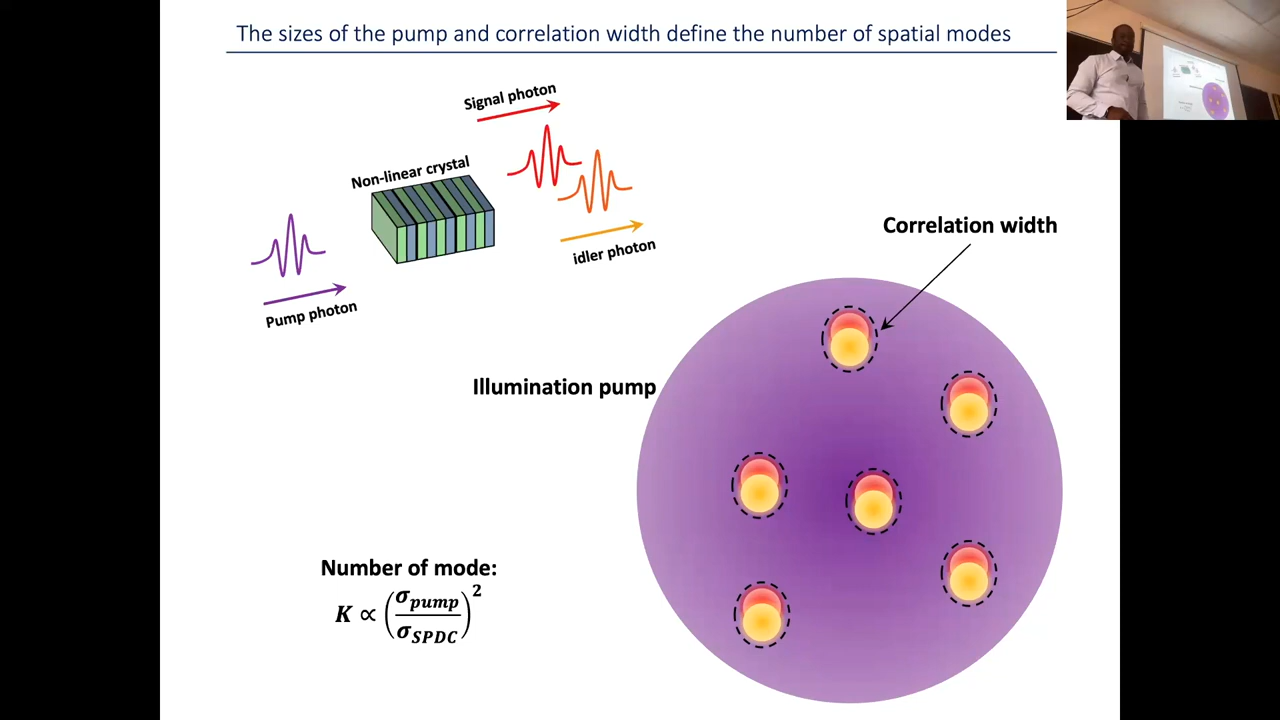 The sizes of the pump and correlation width define the number of spatial modes
Signal photon
Non-linear crystal
idler photon
Pump photon
Correlation width
Illumination pump
Number of mode:
K ∝ (σ_pump / σ_SPDC)^2